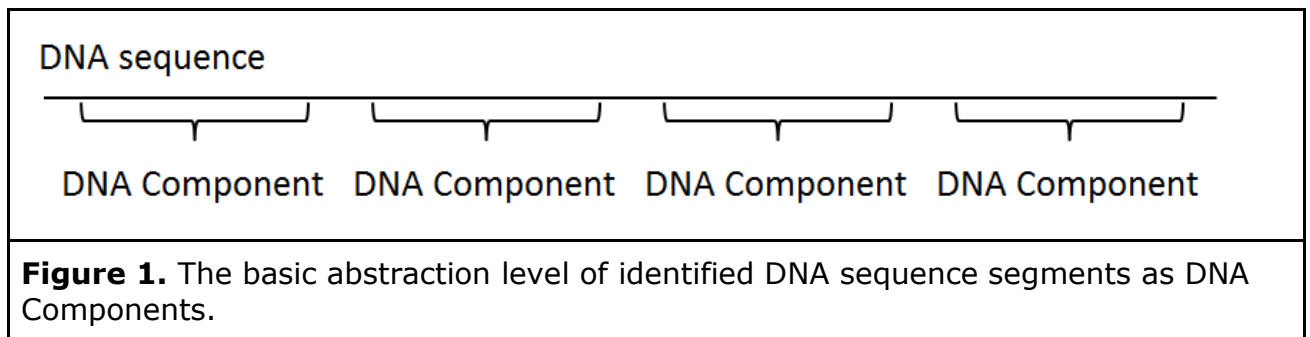 DNA sequence
DNA Component DNA Component DNA Component DNA Component
Figure 1. The basic abstraction level of identified DNA sequence segments as DNA
Components.